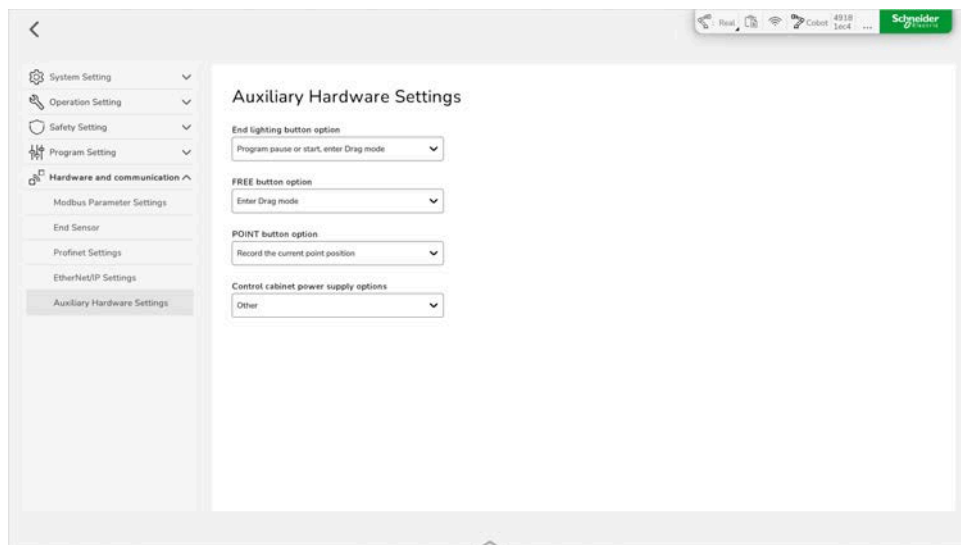 Real
Cobot
4918
1ec4
...
Schneider
Electric
System Setting
Operation Setting
Safety Setting
Program Setting
Hardware and communication
Modbus Parameter Settings
End Sensor
Profinet Settings
EtherNet/IP Settings
Auxiliary Hardware Settings
Auxiliary Hardware Settings
End lighting button option
Program pause or start, enter Drag mode
FREE button option
Enter Drag mode
POINT button option
Record the current point position
Control cabinet power supply options
Other